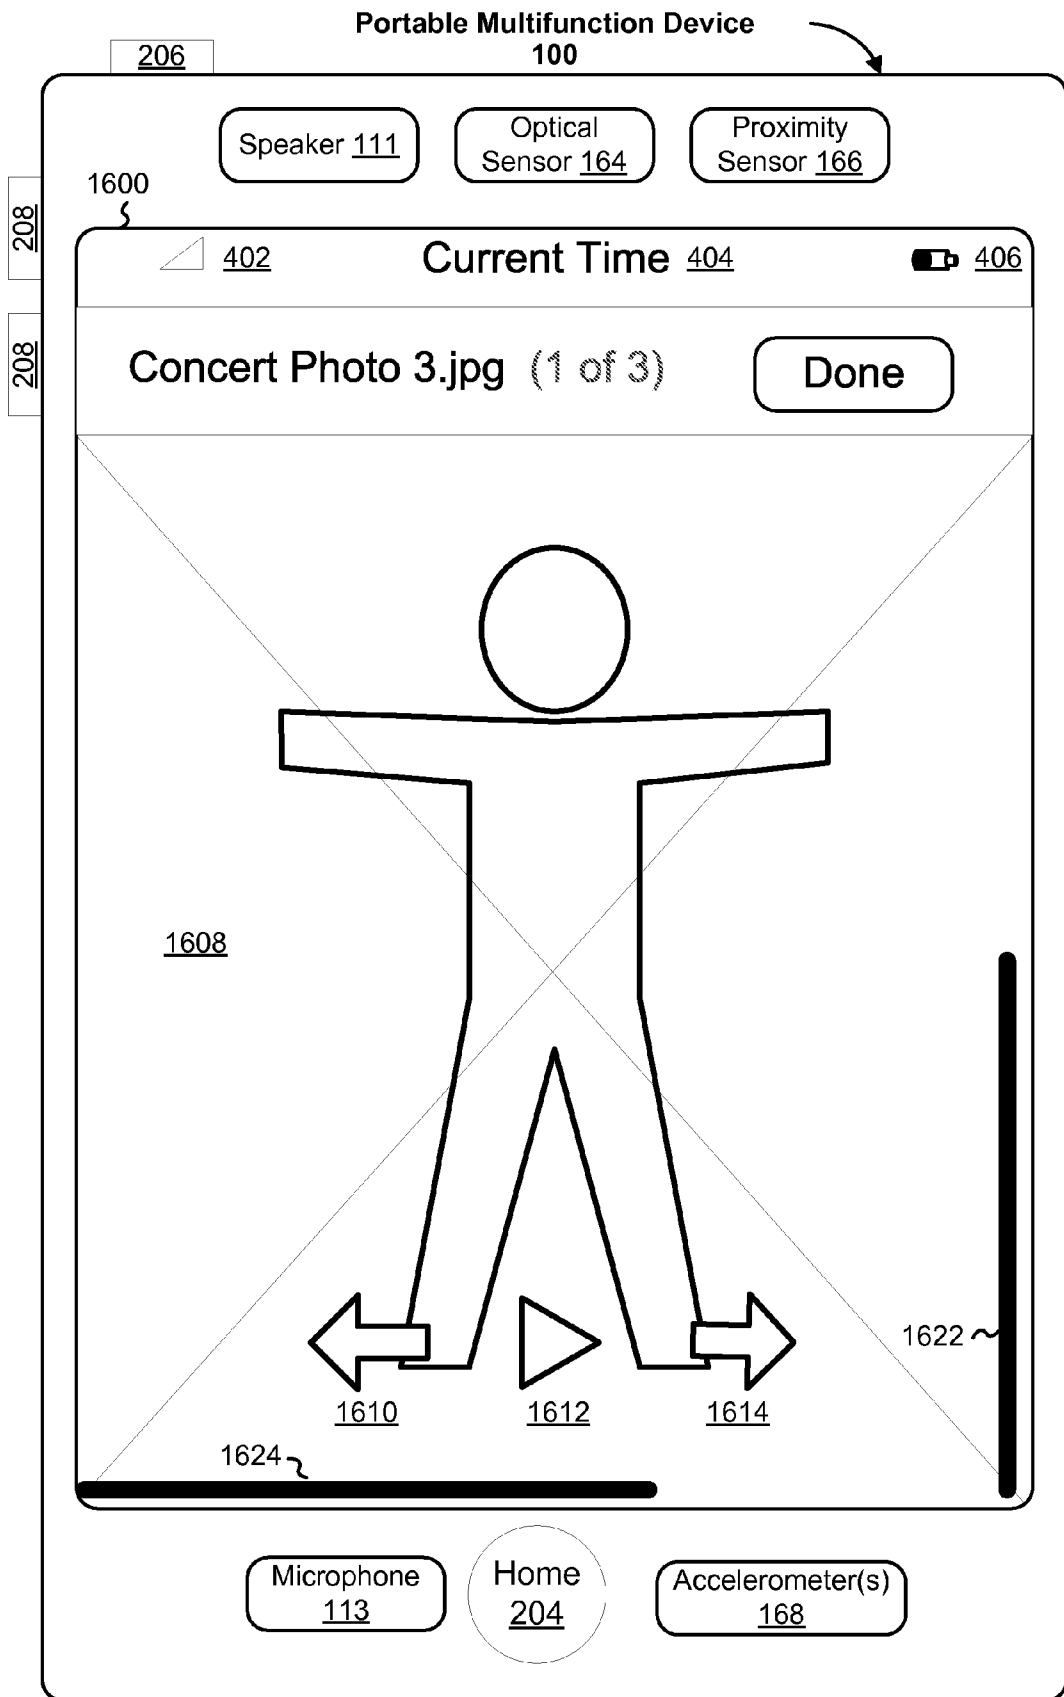 Portable Multifunction Device
100
206
Speaker 111
Optical
Sensor 164
Proximity
Sensor 166
1600
208
208
402
Current Time 404
406
Concert Photo 3.jpg (1 of 3)
Done
1608
1622
1610
1612
1614
1624
Microphone
113
Home
204
Accelerometer(s)
168